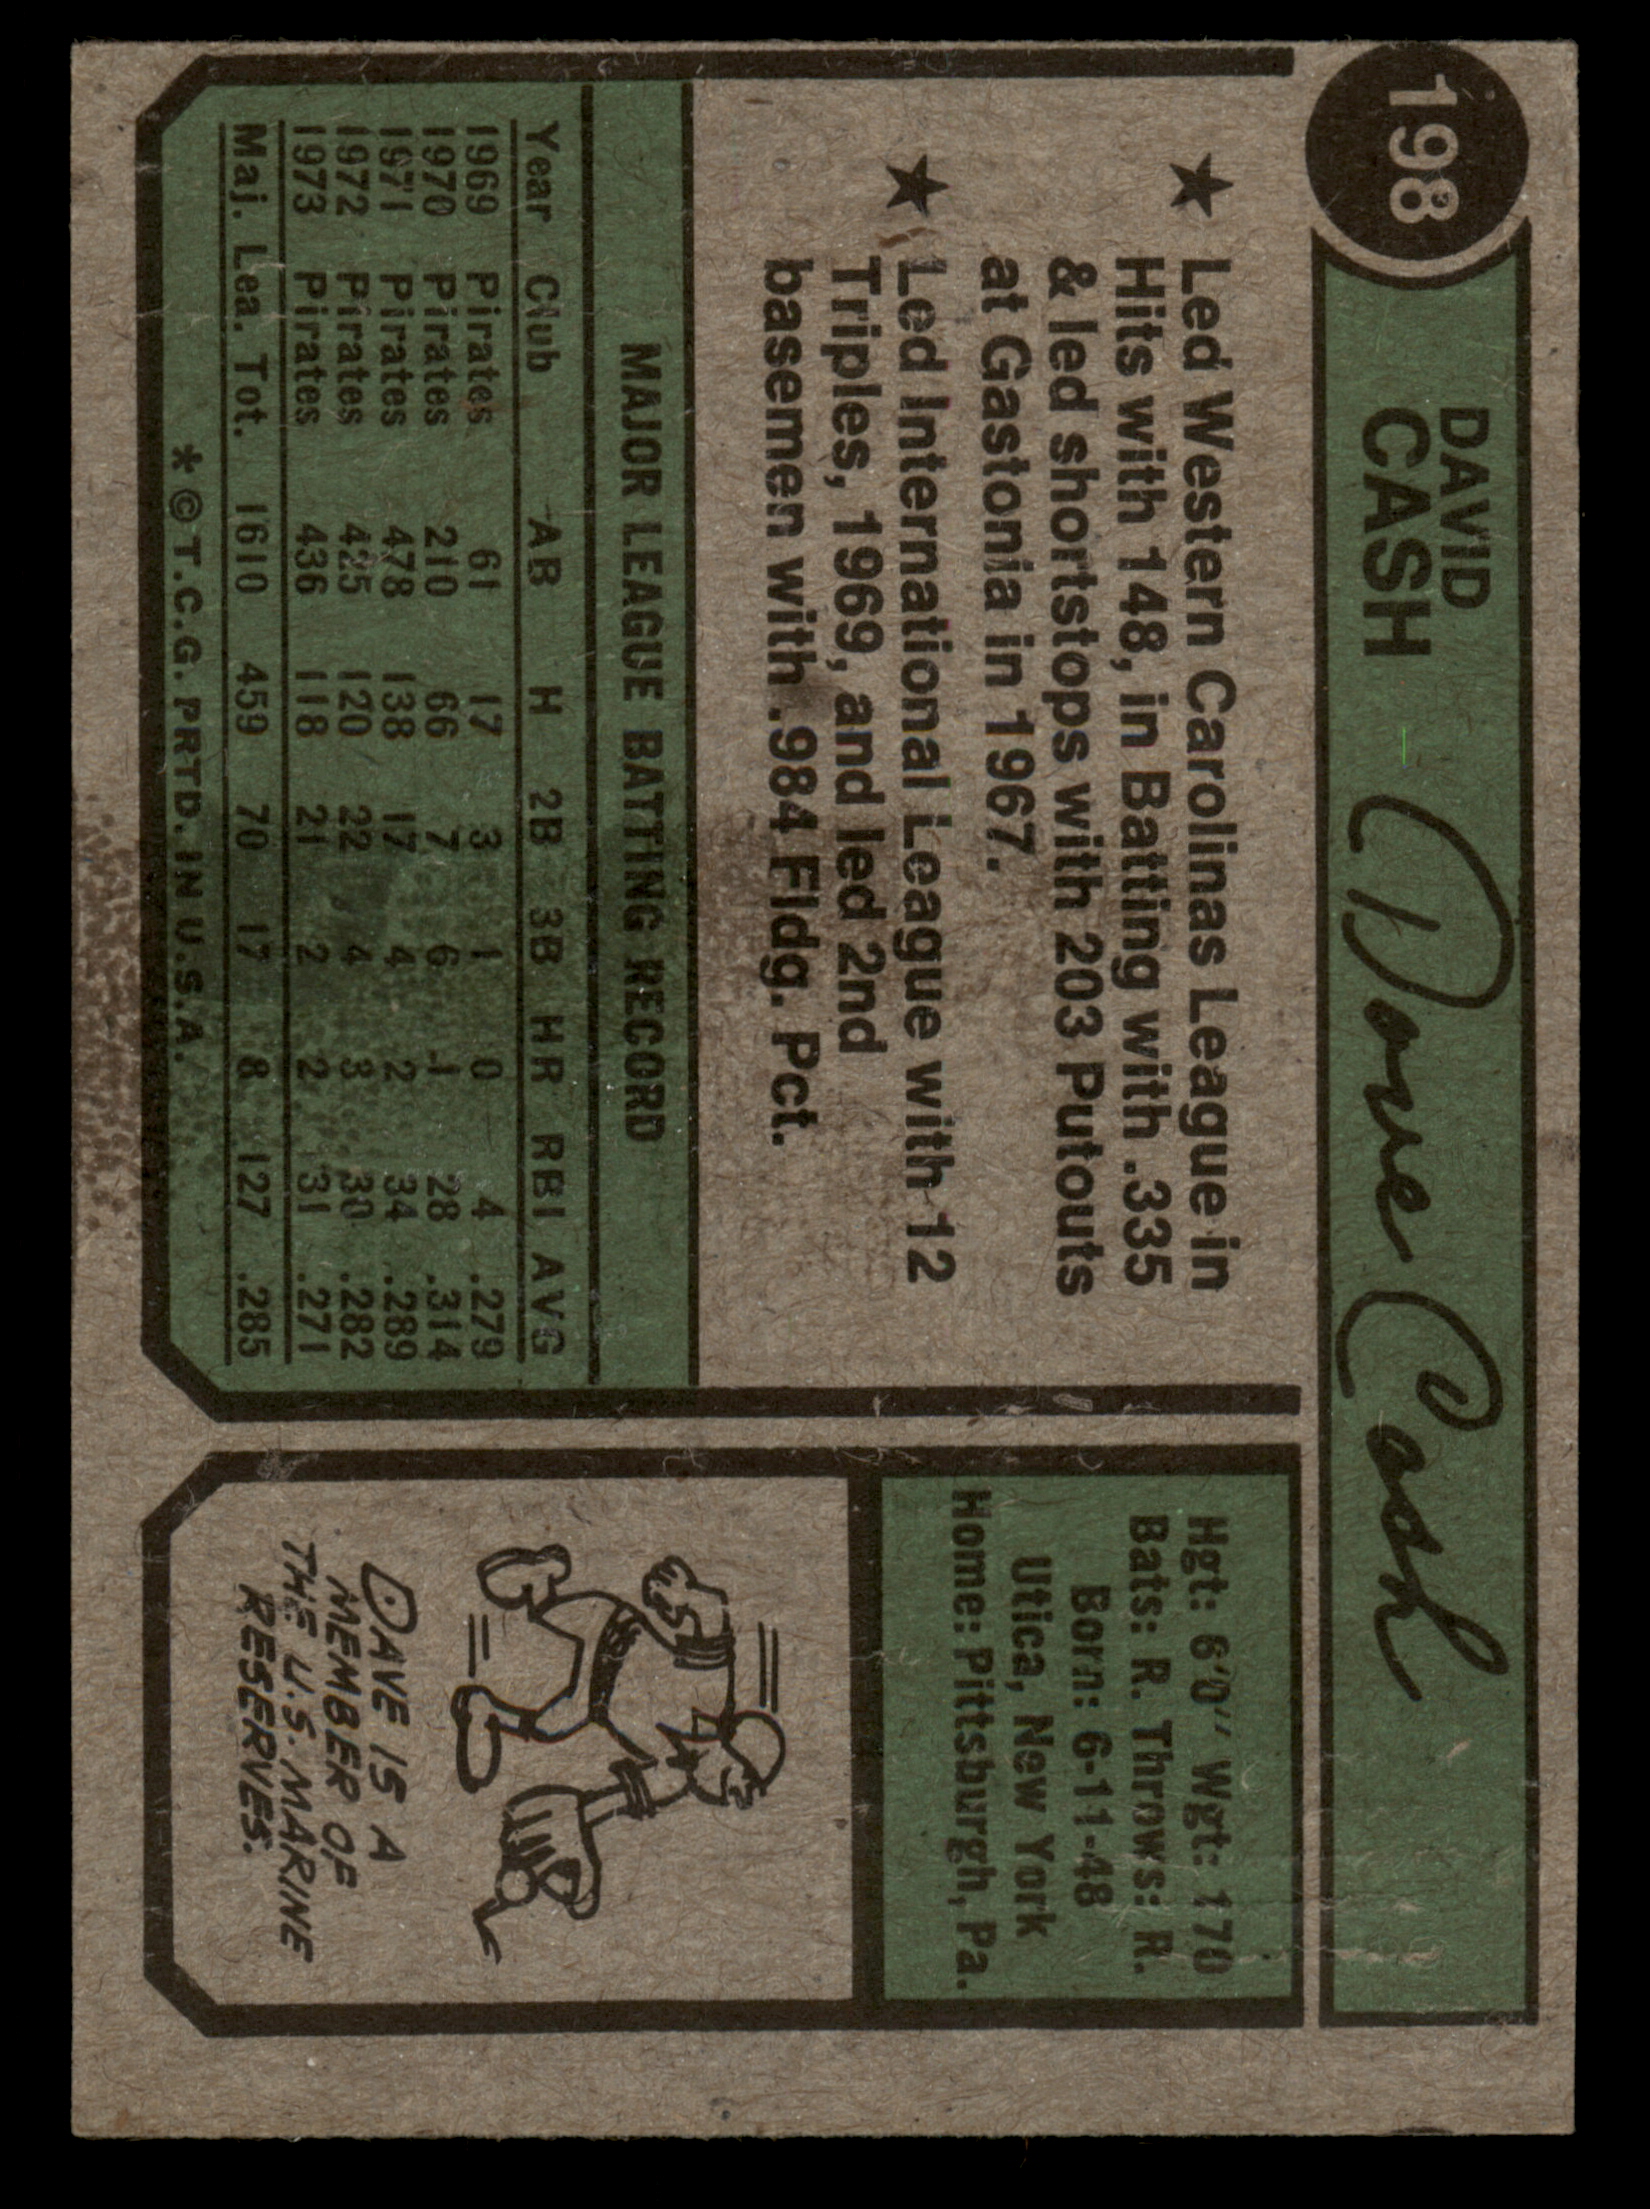 198
DAVID
CASH
Dave Cash
★ Led Western Carolinas League in
Hits with 148, in Batting with .335
& led shortstops with 203 Putouts
at Gastonia in 1967.
★ Led International League with 12
Triples, 1969, and led 2nd
basemen with .984 Fldg. Pct.
MAJOR LEAGUE BATTING RECORD
Year Club AB H 2B 3B HR RBI AVG
1969 Pirates 61 17 3 1 0 4 .279
1970 Pirates 210 66 7 6 1 28 .314
1971 Pirates 478 138 17 4 2 34 .289
1972 Pirates 425 120 22 4 3 30 .282
1973 Pirates 436 118 21 2 2 31 .271
Maj. Lea. Tot. 1610 459 70 17 8 127 .285
* © T.C.G. PRTD. IN U.S.A.
Hgt: 6'0" Wgt: 170
Bats: R. Throws: R.
Born: 6-11-48
Utica, New York
Home: Pittsburgh, Pa.
DAVE IS A
MEMBER OF
THE U.S. MARINE
RESERVES.